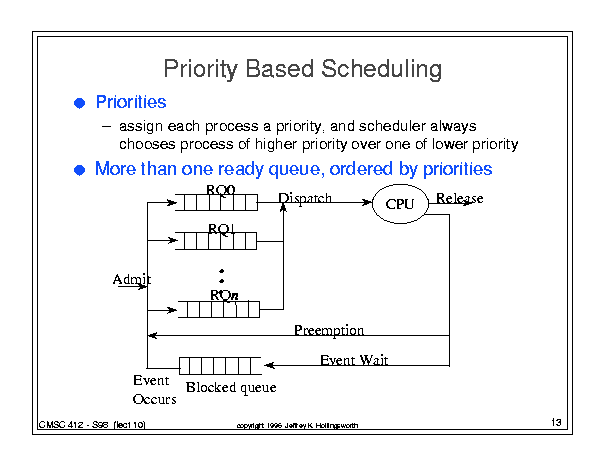 Priority Based Scheduling
Priorities
– assign each process a priority, and scheduler always
chooses process of higher priority over one of lower priority
More than one ready queue, ordered by priorities
RQ0
Dispatch
CPU
Release
RQ1
Admit
RQn
Preemption
Event Wait
Event
Occurs
Blocked queue
CMSC 412 - S98 (lect 10)
copyright 1996 Jeffrey K. Hollingsworth
13